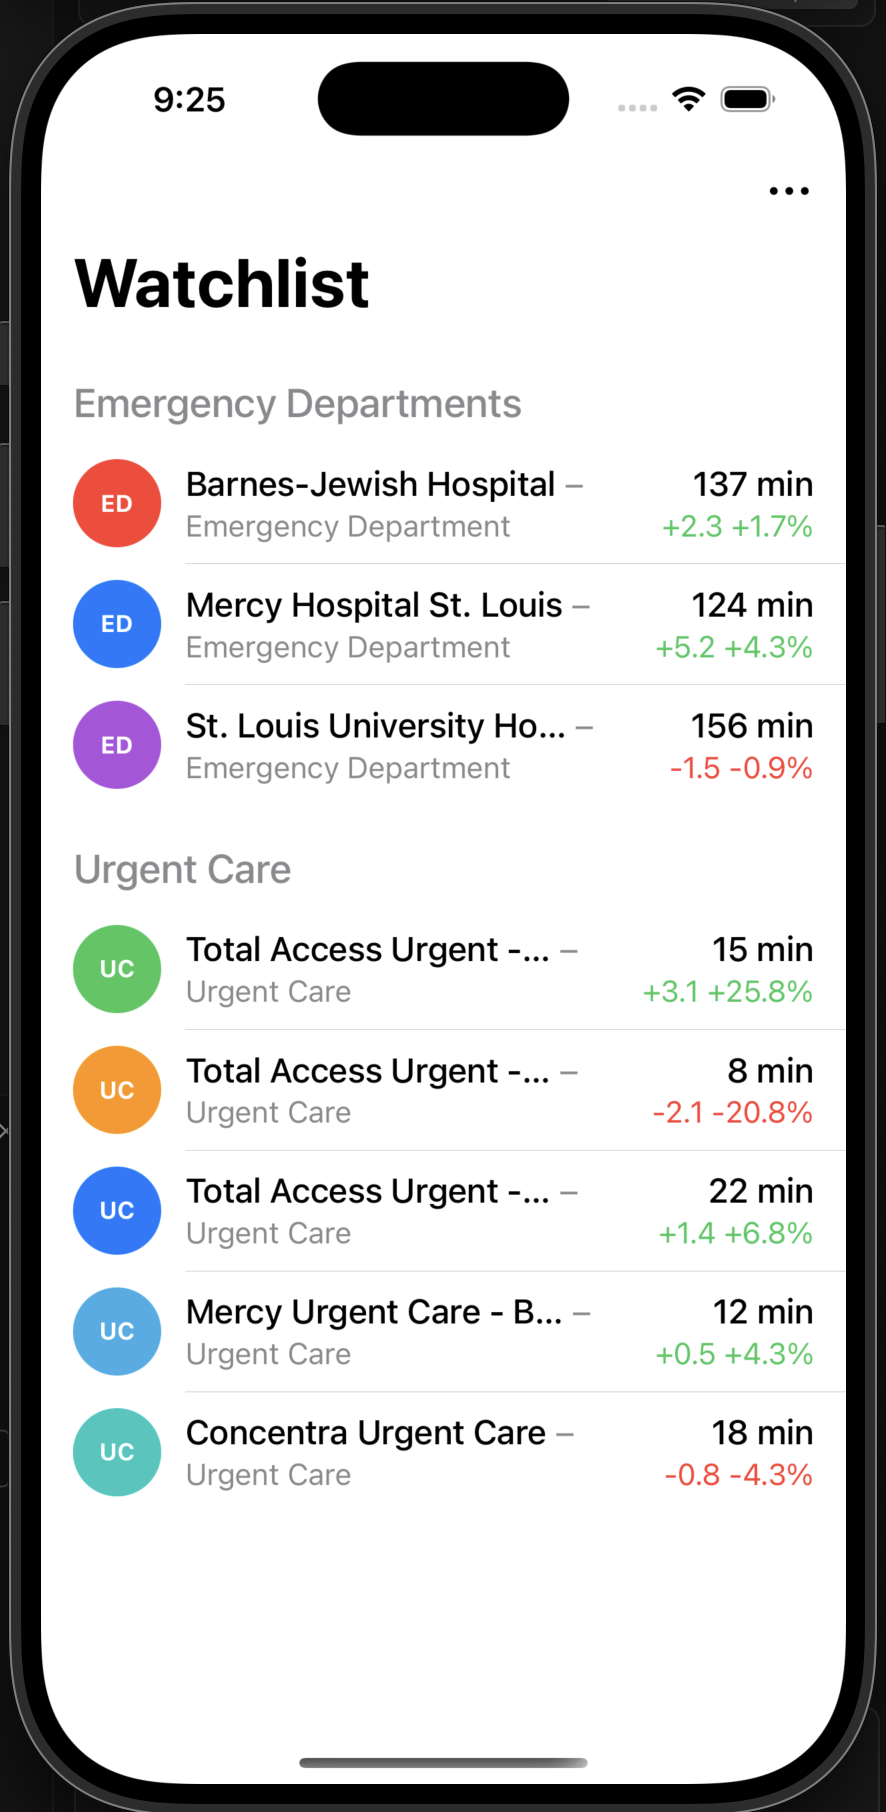 9:25
Watchlist
Emergency Departments
ED
Barnes-Jewish Hospital –
137 min
Emergency Department
+2.3 +1.7%
ED
Mercy Hospital St. Louis –
124 min
Emergency Department
+5.2 +4.3%
ED
St. Louis University Ho... –
156 min
Emergency Department
-1.5 -0.9%
Urgent Care
UC
Total Access Urgent -... –
15 min
Urgent Care
+3.1 +25.8%
UC
Total Access Urgent -... –
8 min
Urgent Care
-2.1 -20.8%
UC
Total Access Urgent -... –
22 min
Urgent Care
+1.4 +6.8%
UC
Mercy Urgent Care - B... –
12 min
Urgent Care
+0.5 +4.3%
UC
Concentra Urgent Care –
18 min
Urgent Care
-0.8 -4.3%